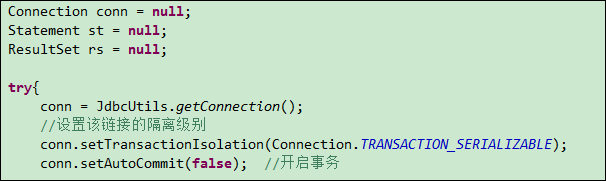 Connection conn = null;
Statement st = null;
ResultSet rs = null;
try{
conn = JdbcUtils.getConnection();
//设置该链接的隔离级别
conn.setTransactionIsolation(Connection.TRANSACTION_SERIALIZABLE);
conn.setAutoCommit(false); //开启事务